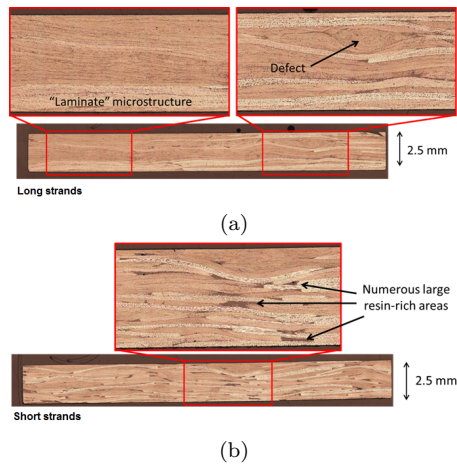 Defect
"Laminate" microstructure
2.5 mm
Long strands
(a)
Numerous large
resin-rich areas
2.5 mm
Short strands
(b)